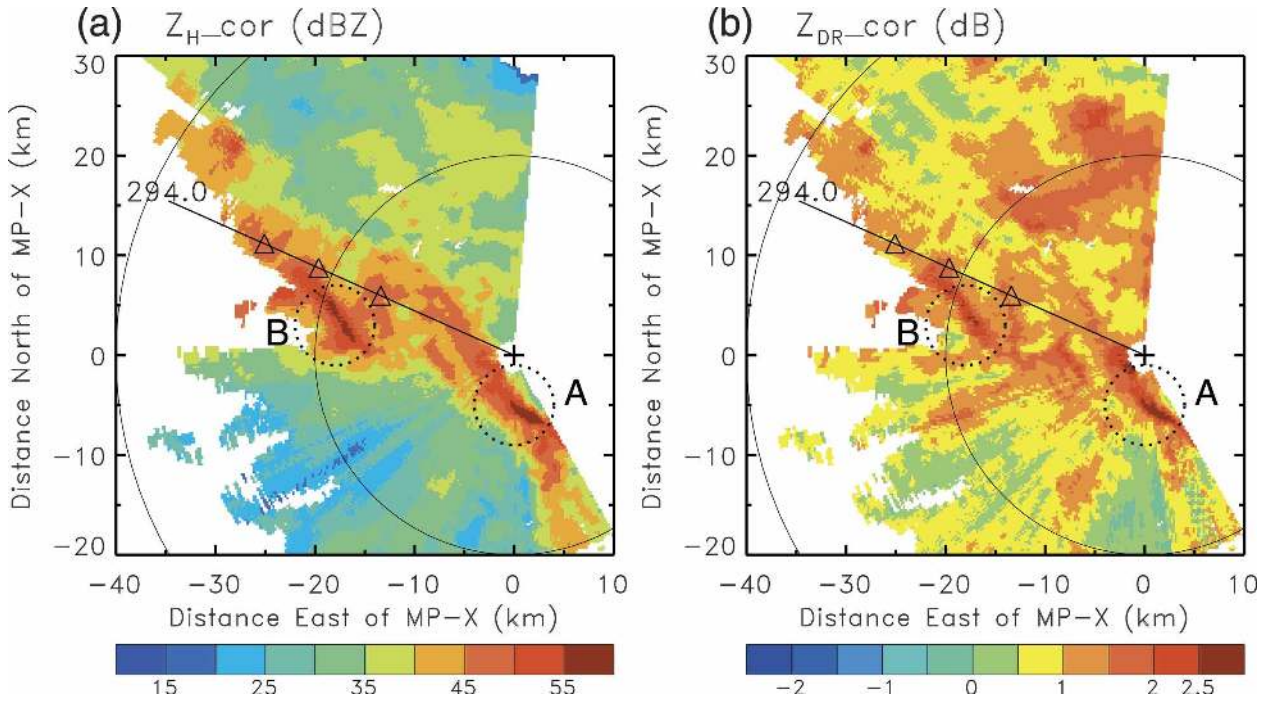 (a) Z_H_cor (dBZ)
30
20
10
0
−10
−20
Distance North of MP−X (km)
294.0
B
A
−40 −30 −20 −10 0 10
Distance East of MP−X (km)
15 25 35 45 55
(b) Z_DR_cor (dB)
30
20
10
0
−10
−20
Distance North of MP−X (km)
294.0
B
A
−40 −30 −20 −10 0 10
Distance East of MP−X (km)
−2 −1 0 1 2 2.5